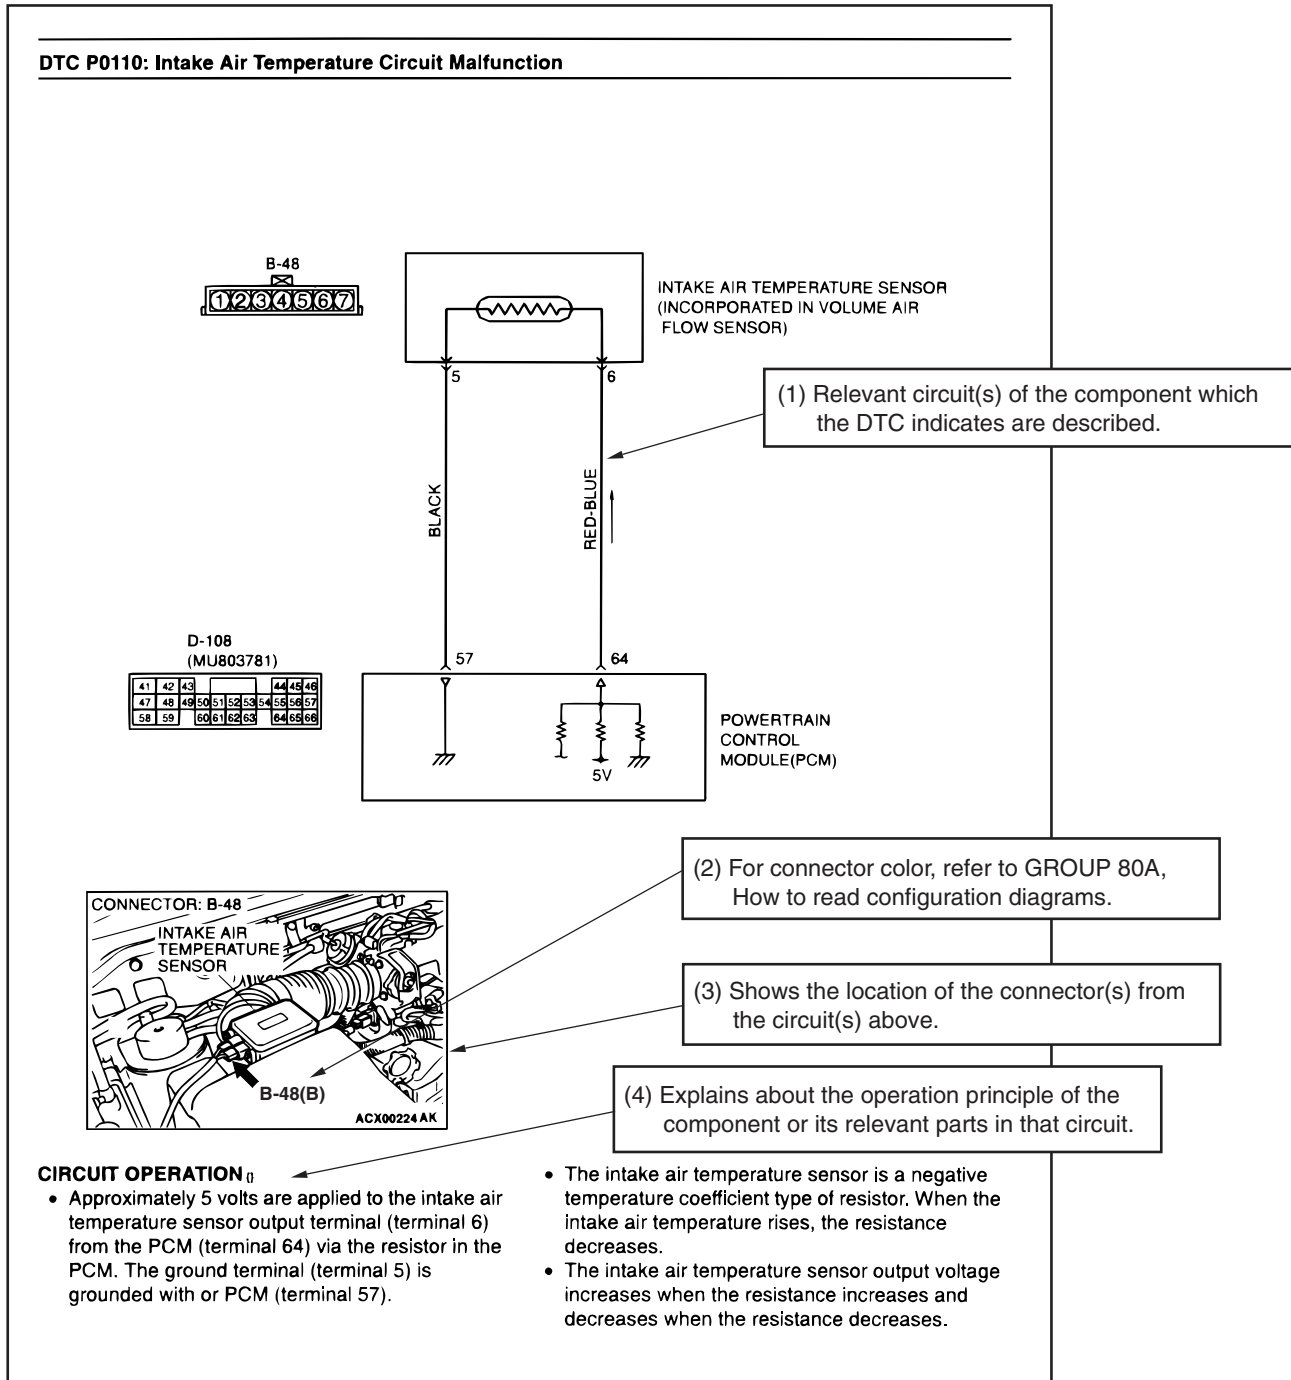 DTC P0110: Intake Air Temperature Circuit Malfunction
B-48
1 2 3 4 5 6 7
INTAKE AIR TEMPERATURE SENSOR
(INCORPORATED IN VOLUME AIR
FLOW SENSOR)
5
6
(1) Relevant circuit(s) of the component which
the DTC indicates are described.
BLACK
RED-BLUE
D-108
(MU803781)
57
64
41 42 43 44 45 46
47 48 49 50 51 52 53 54 55 56 57
58 59 60 61 62 63 64 65 66
POWERTRAIN
CONTROL
MODULE(PCM)
5V
(2) For connector color, refer to GROUP 80A,
How to read configuration diagrams.
CONNECTOR: B-48
INTAKE AIR
TEMPERATURE
SENSOR
B-48(B)
ACX00224AK
(3) Shows the location of the connector(s) from
the circuit(s) above.
(4) Explains about the operation principle of the
component or its relevant parts in that circuit.
CIRCUIT OPERATION
• Approximately 5 volts are applied to the intake air
temperature sensor output terminal (terminal 6)
from the PCM (terminal 64) via the resistor in the
PCM. The ground terminal (terminal 5) is
grounded with or PCM (terminal 57).
• The intake air temperature sensor is a negative
temperature coefficient type of resistor. When the
intake air temperature rises, the resistance
decreases.
• The intake air temperature sensor output voltage
increases when the resistance increases and
decreases when the resistance decreases.